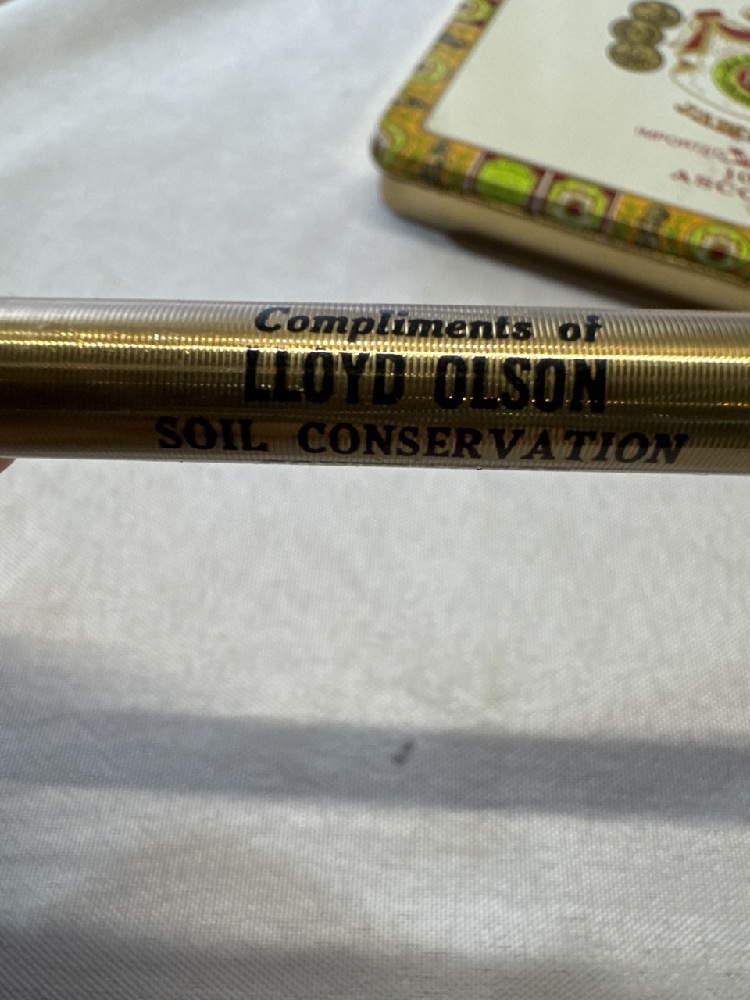 Compliments of
LLOYD OLSON
SOIL CONSERVATION